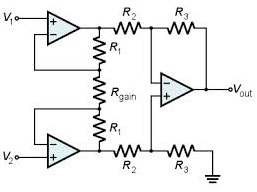 R₂ R₃
V₁
R₁
Rgain
Vout
R₁
V₂
R₂ R₃